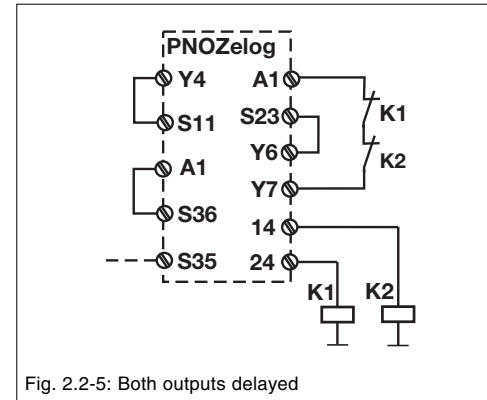 PNOZelog
Y4 A1
S11 S23 K1
Y6 K2
A1 Y7
S36 14
S35 24
K1 K2
Fig. 2.2-5: Both outputs delayed